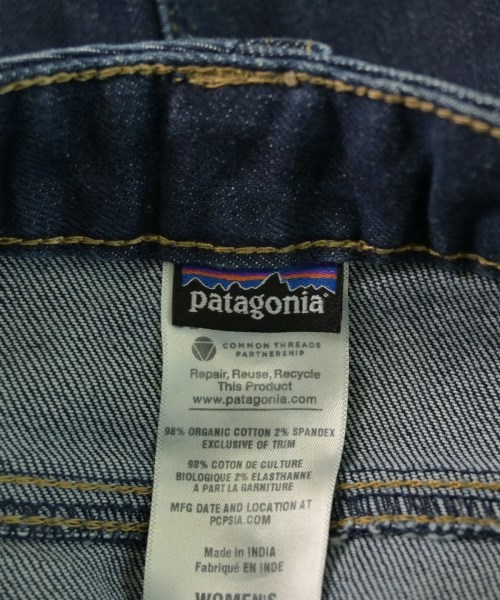 patagonia®
COMMON THREADS
PARTNERSHIP
Repair, Reuse, Recycle
This Product
www.patagonia.com
98% ORGANIC COTTON 2% SPANDEX
EXCLUSIVE OF TRIM
98% COTON DE CULTURE
BIOLOGIQUE 2% ELASTHANNE
A PART LA GARNITURE
MFG DATE AND LOCATION AT
PCPSIA.COM
Made in INDIA
Fabriqué EN INDE
WOMEN'S